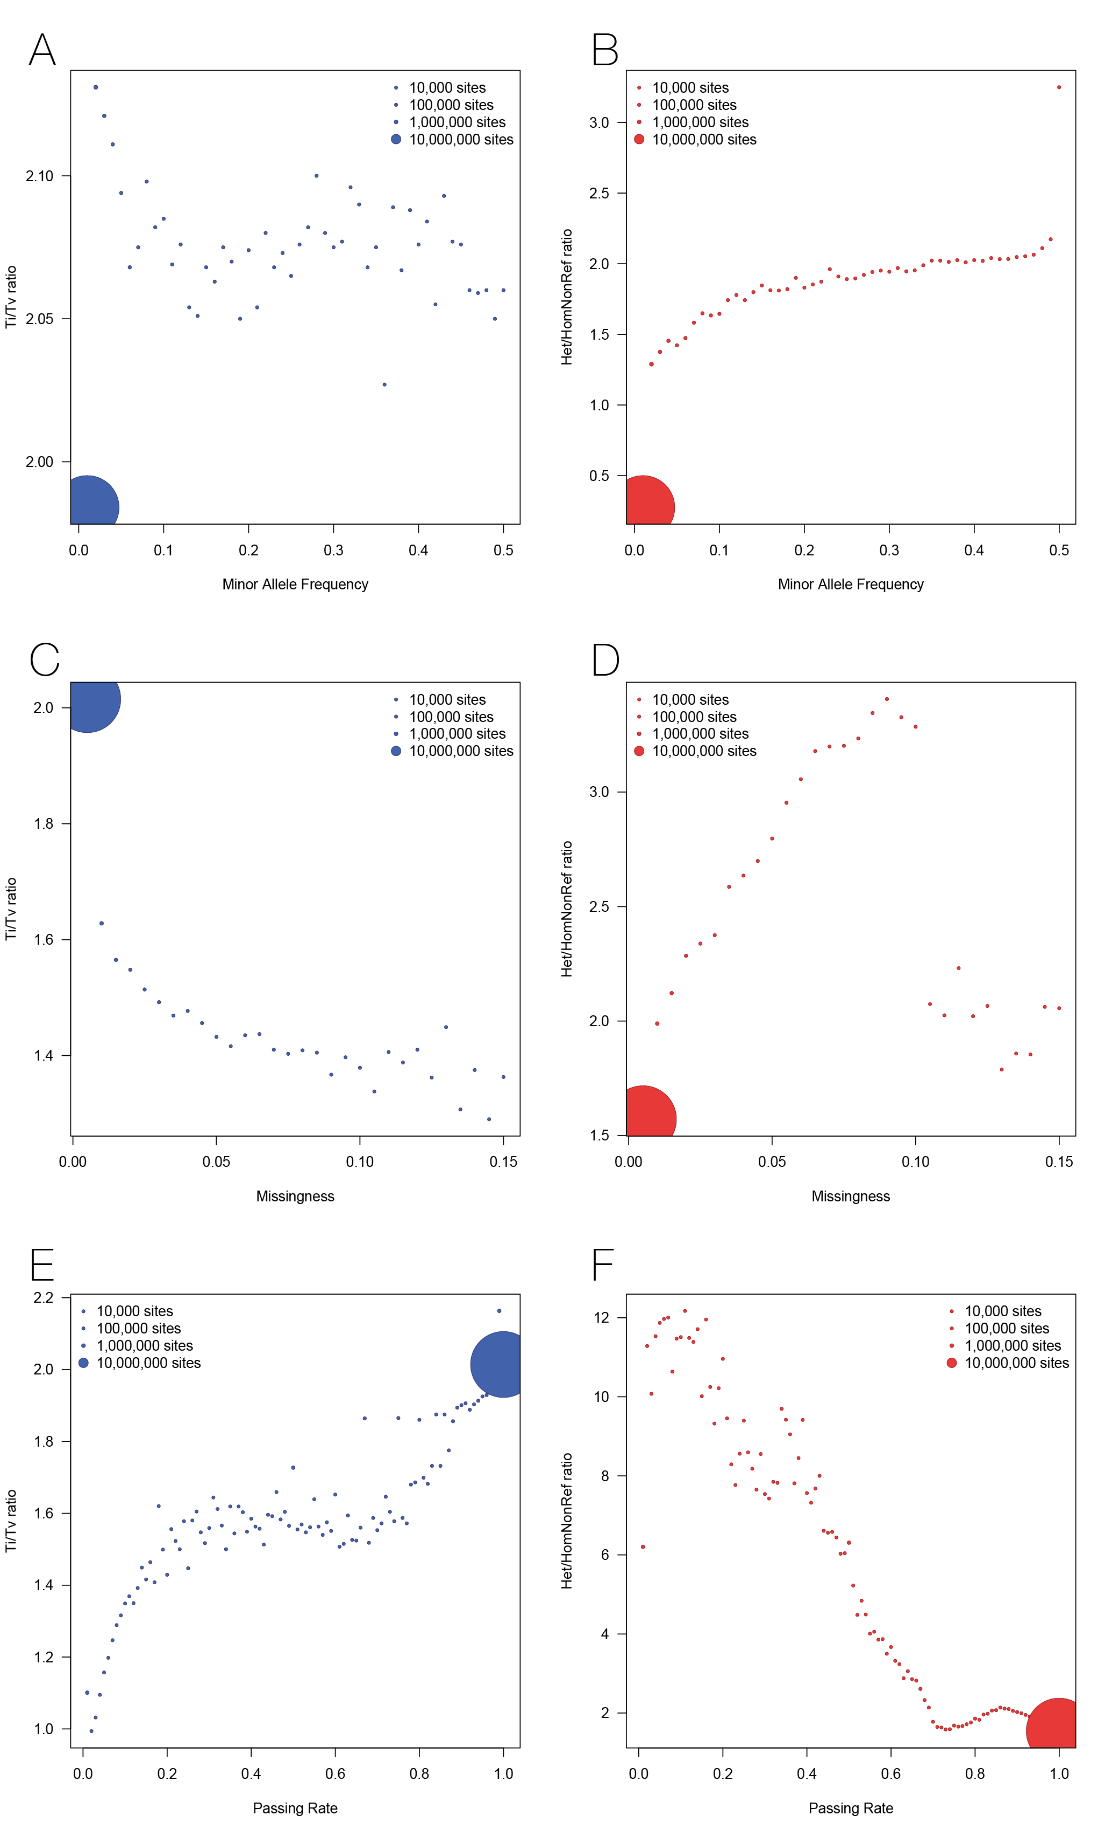 A
10,000 sites
100,000 sites
1,000,000 sites
10,000,000 sites
2.10
2.05
2.00
Ti/Tv ratio
0.0 0.1 0.2 0.3 0.4 0.5
Minor Allele Frequency
B
10,000 sites
100,000 sites
1,000,000 sites
10,000,000 sites
3.0
2.5
2.0
1.5
1.0
0.5
Het/HomNonRef ratio
0.0 0.1 0.2 0.3 0.4 0.5
Minor Allele Frequency
C
10,000 sites
100,000 sites
1,000,000 sites
10,000,000 sites
2.0
1.8
1.6
1.4
Ti/Tv ratio
0.00 0.05 0.10 0.15
Missingness
D
10,000 sites
100,000 sites
1,000,000 sites
10,000,000 sites
3.0
2.5
2.0
1.5
Het/HomNonRef ratio
0.00 0.05 0.10 0.15
Missingness
E
10,000 sites
100,000 sites
1,000,000 sites
10,000,000 sites
2.2
2.0
1.8
1.6
1.4
1.2
1.0
Ti/Tv ratio
0.0 0.2 0.4 0.6 0.8 1.0
Passing Rate
F
10,000 sites
100,000 sites
1,000,000 sites
10,000,000 sites
12
10
8
6
4
2
Het/HomNonRef ratio
0.0 0.2 0.4 0.6 0.8 1.0
Passing Rate